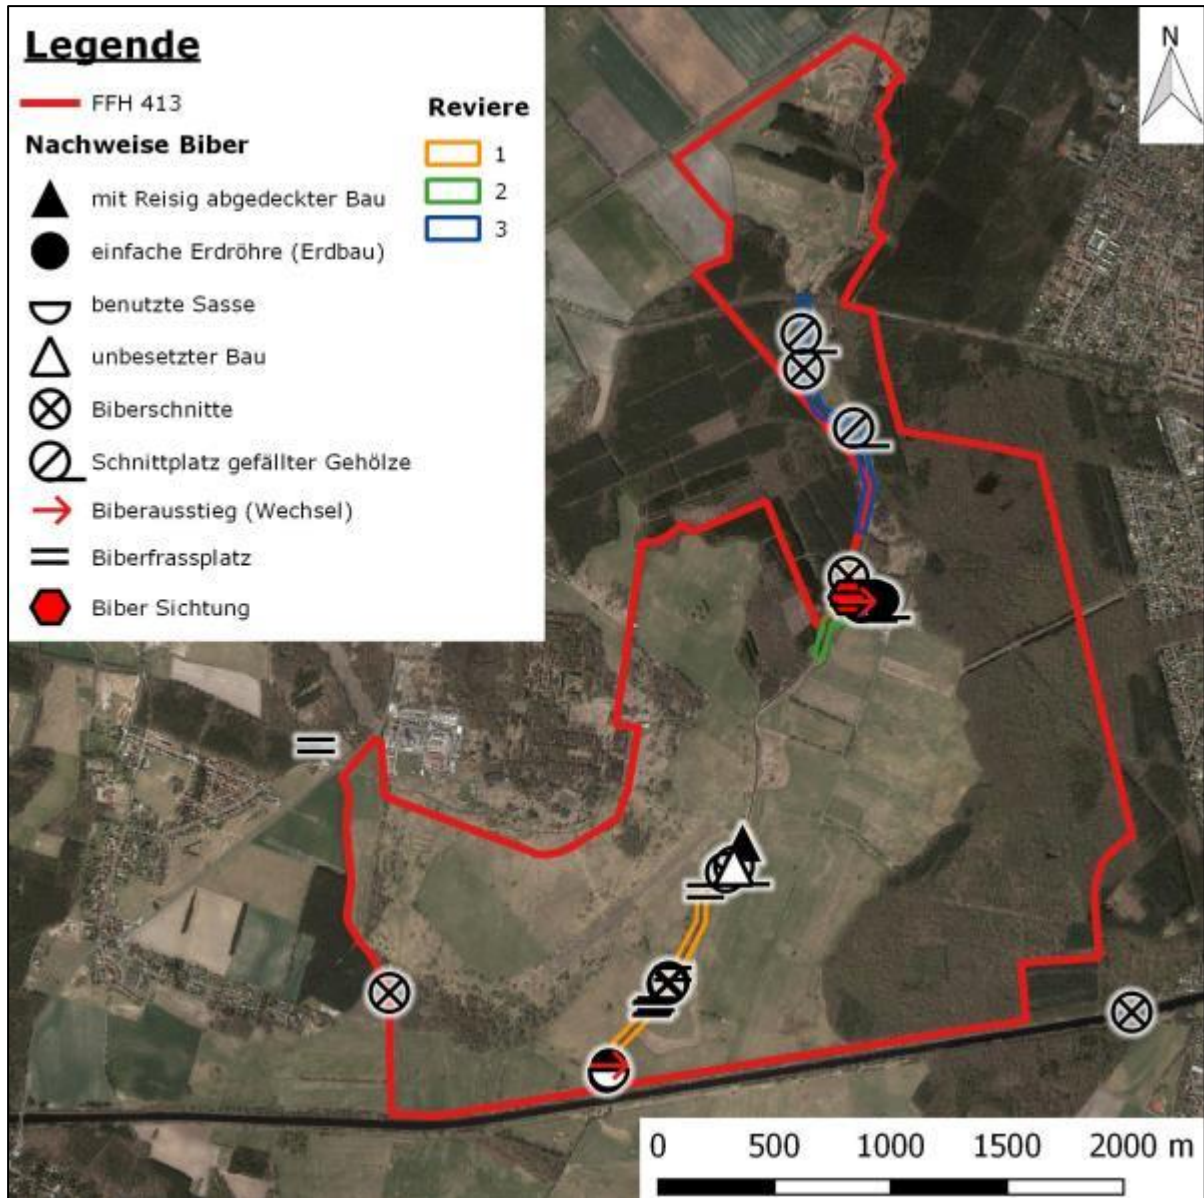 Legende
FFH 413
Nachweise Biber
mit Reisig abgedeckter Bau
einfache Erdröhre (Erdbau)
benutzte Sasse
unbesetzter Bau
Biberschnitte
Schnittplatz gefällter Gehölze
Biberausstieg (Wechsel)
Biberfrassplatz
Biber Sichtung
Reviere
1
2
3
N
0 500 1000 1500 2000 m